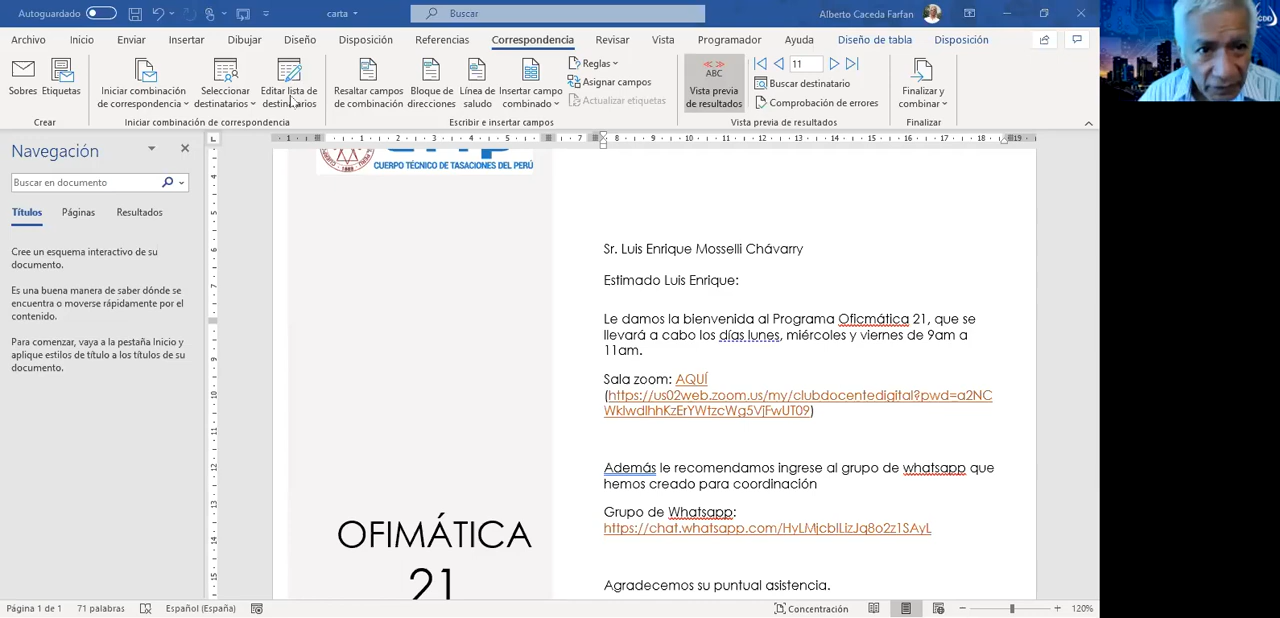 Autoguardado
carta
Buscar
Alberto Caceda Farfan
Archivo Inicio Enviar Insertar Dibujar Diseño Disposición Referencias Correspondencia Revisar Vista Programador Ayuda Diseño de tabla Disposición
Sobres
Etiquetas
Crear
Iniciar combinación
de correspondencia
Seleccionar
destinatarios
Editar lista de
destinatarios
Iniciar combinación de correspondencia
Resaltar campos
de combinación
Bloque de
direcciones
Línea de
saludo
Insertar campo
combinado
Reglas
Asignar campos
Actualizar etiquetas
Escribir e insertar campos
ABC
Vista previa
de resultados
11
Buscar destinatario
Comprobación de errores
Vista previa de resultados
Finalizar y
combinar
Finalizar
Navegación
Buscar en documento
Títulos Páginas Resultados
Cree un esquema interactivo de su
documento.
Es una buena manera de saber dónde se
encuentra o moverse rápidamente por el
contenido.
Para comenzar, vaya a la pestaña Inicio y
aplique estilos de título a los títulos de su
documento.
CUERPO TÉCNICO DE TASACIONES DEL PERÚ
OFIMÁTICA
21
Sr. Luis Enrique Mosselli Chávarry
Estimado Luis Enrique:
Le damos la bienvenida al Programa Oficmática 21, que se
llevará a cabo los días lunes, miércoles y viernes de 9am a
11am.
Sala zoom: AQUÍ
(https://us02web.zoom.us/my/clubdocentedigital?pwd=a2NC
WklwdlhhKzErYWtzcWg5VjFwUT09)
Además le recomendamos ingrese al grupo de whatsapp que
hemos creado para coordinación
Grupo de Whatsapp:
https://chat.whatsapp.com/HyLMjcblLizJq8o2z1SAyL
Agradecemos su puntual asistencia.
Página 1 de 1 71 palabras Español (España) Concentración 120%